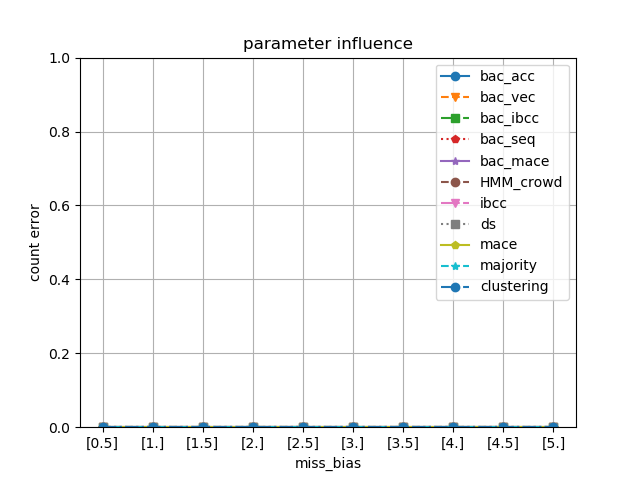 parameter influence
count error
1.0
0.8
0.6
0.4
0.2
0.0
bac_acc
bac_vec
bac_ibcc
bac_seq
bac_mace
HMM_crowd
ibcc
ds
mace
majority
clustering
[0.5] [1.] [1.5] [2.] [2.5] [3.] [3.5] [4.] [4.5] [5.]
miss_bias